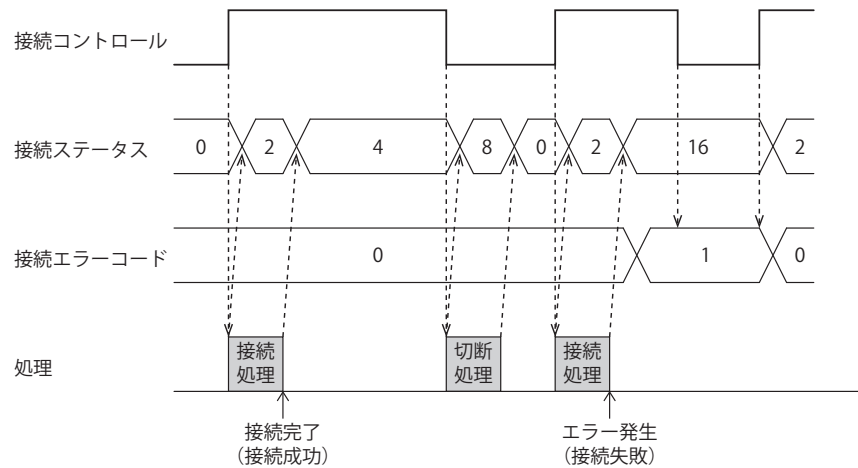 接続コントロール
接続ステータス
0
2
4
8
0
2
16
2
接続エラーコード
0
1
0
処理
接続
処理
切断
処理
接続
処理
接続完了
（接続成功）
エラー発生
（接続失敗）